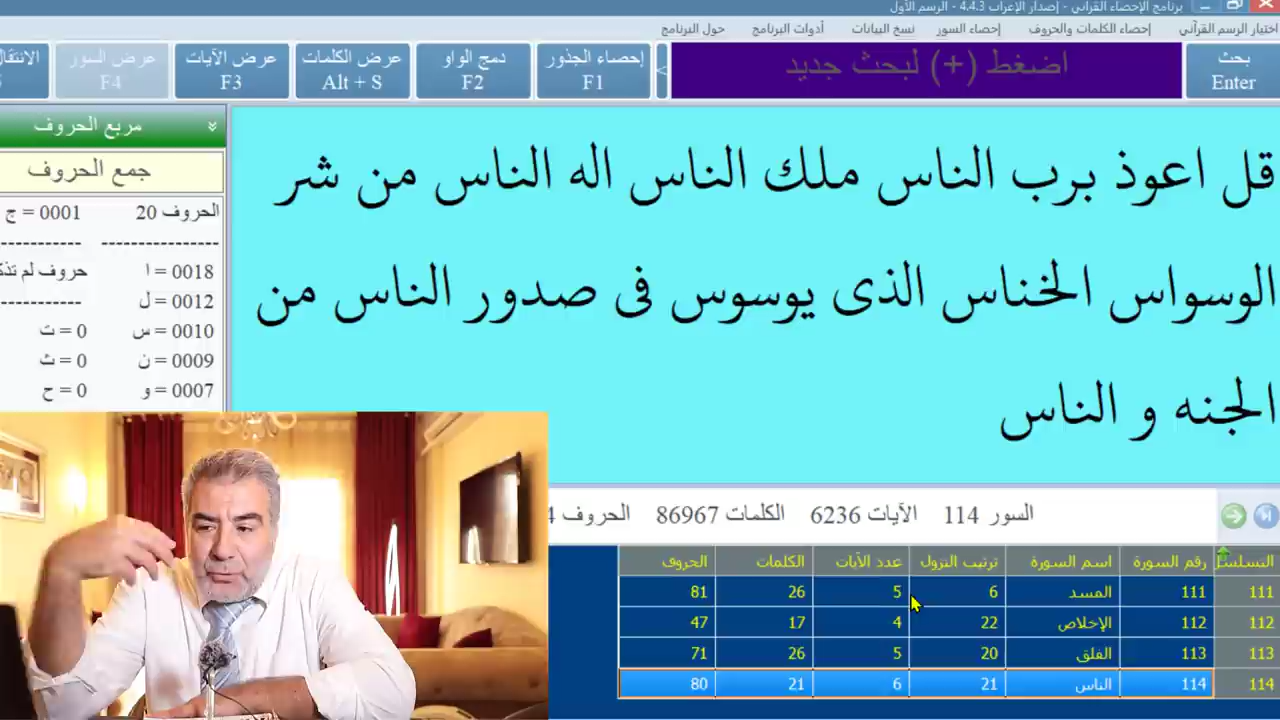 برنامج الإحصاء القرآني - إصدار الإعراب 4.4.3 - الرسم الأول
اختيار الرسم القرآني إحصاء الكلمات والحروف إحصاء السور نسخ البيانات أدوات البرنامج حول البرنامج
بحث Enter
اضغط (+) لبحث جديد
>
إحصاء الجذور F1
دمج الواو F2
عرض الكلمات Alt + S
عرض الآيات F3
عرض السور F4
مربع الحروف
جمع الحروف
الحروف 20 0001 = ج
---------------- -----------
0018 = ا
0012 = ل -----------
0010 = س 0 = ت
0009 = ن 0 = ث
0007 = و 0 = ح
قل اعوذ برب الناس ملك الناس اله الناس من شر
الوسواس الخناس الذى يوسوس فى صدور الناس من
الجنه و الناس
السور 114 الآيات 6236 الكلمات 86967 الحروف
التسلسل رقم السورة اسم السورة ترتيب النزول عدد الآيات الكلمات الحروف
111 111 المسد 6 5 26 81
112 112 الإخلاص 22 4 17 47
113 113 الفلق 20 5 26 71
114 114 الناس 21 6 21 80